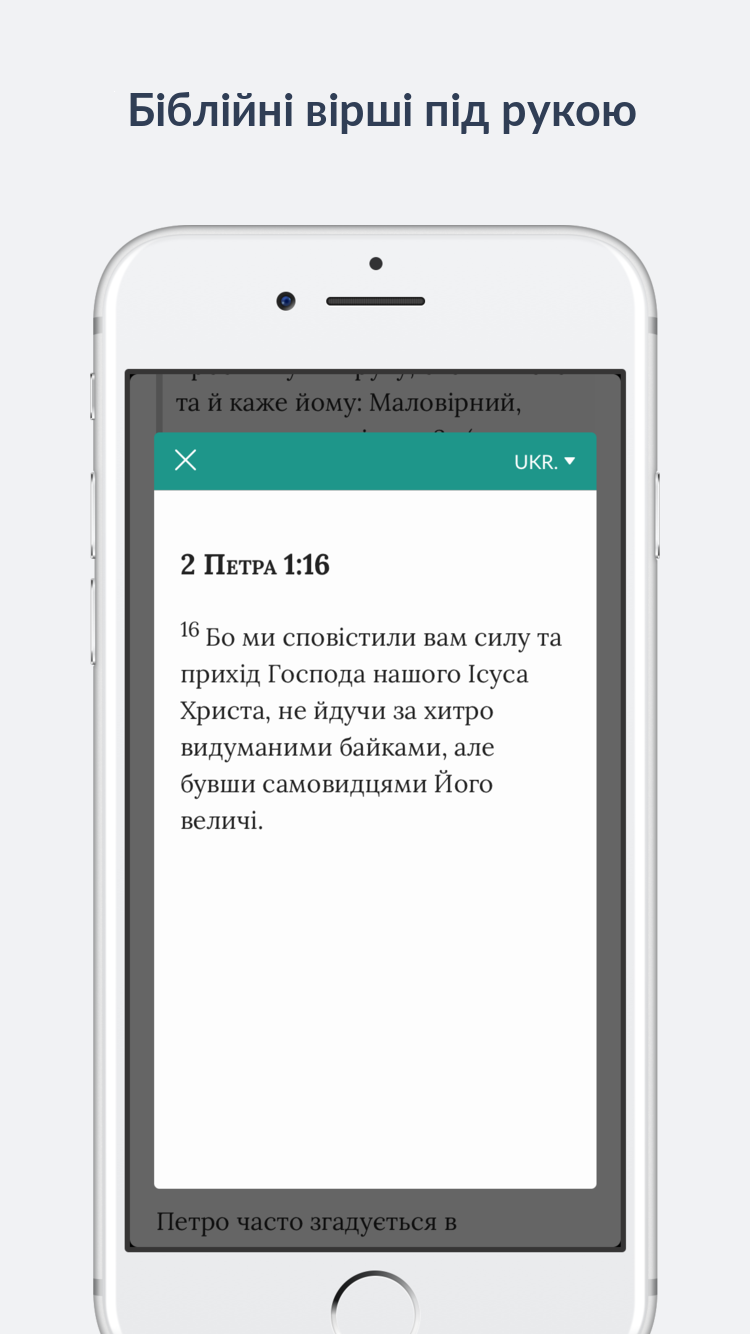 Біблійні вірші під рукою
та й каже йому: Маловірний,
UKR.
2 Петра 1:16
16 Бо ми сповістили вам силу та
прихід Господа нашого Ісуса
Христа, не йдучи за хитро
видуманими байками, але
бувши самовидцями Його
величі.
Петро часто згадується в